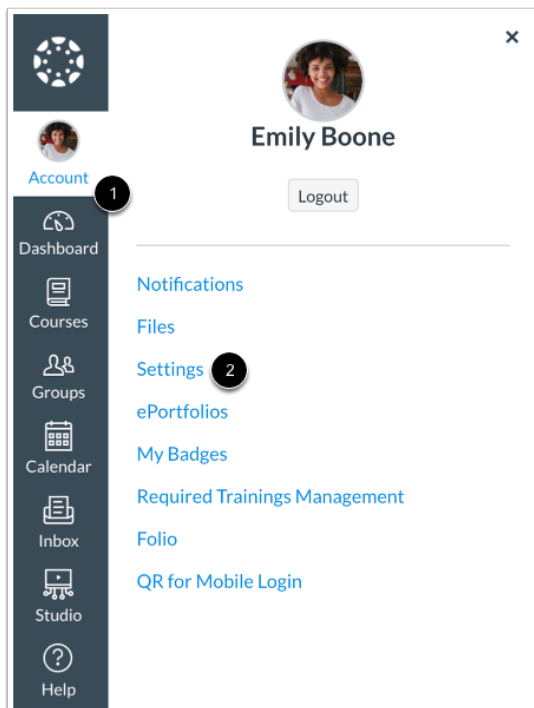 Account
1
Dashboard
Courses
Groups
Calendar
Inbox
Studio
Help
×
Emily Boone
Logout
Notifications
Files
Settings 2
ePortfolios
My Badges
Required Trainings Management
Folio
QR for Mobile Login